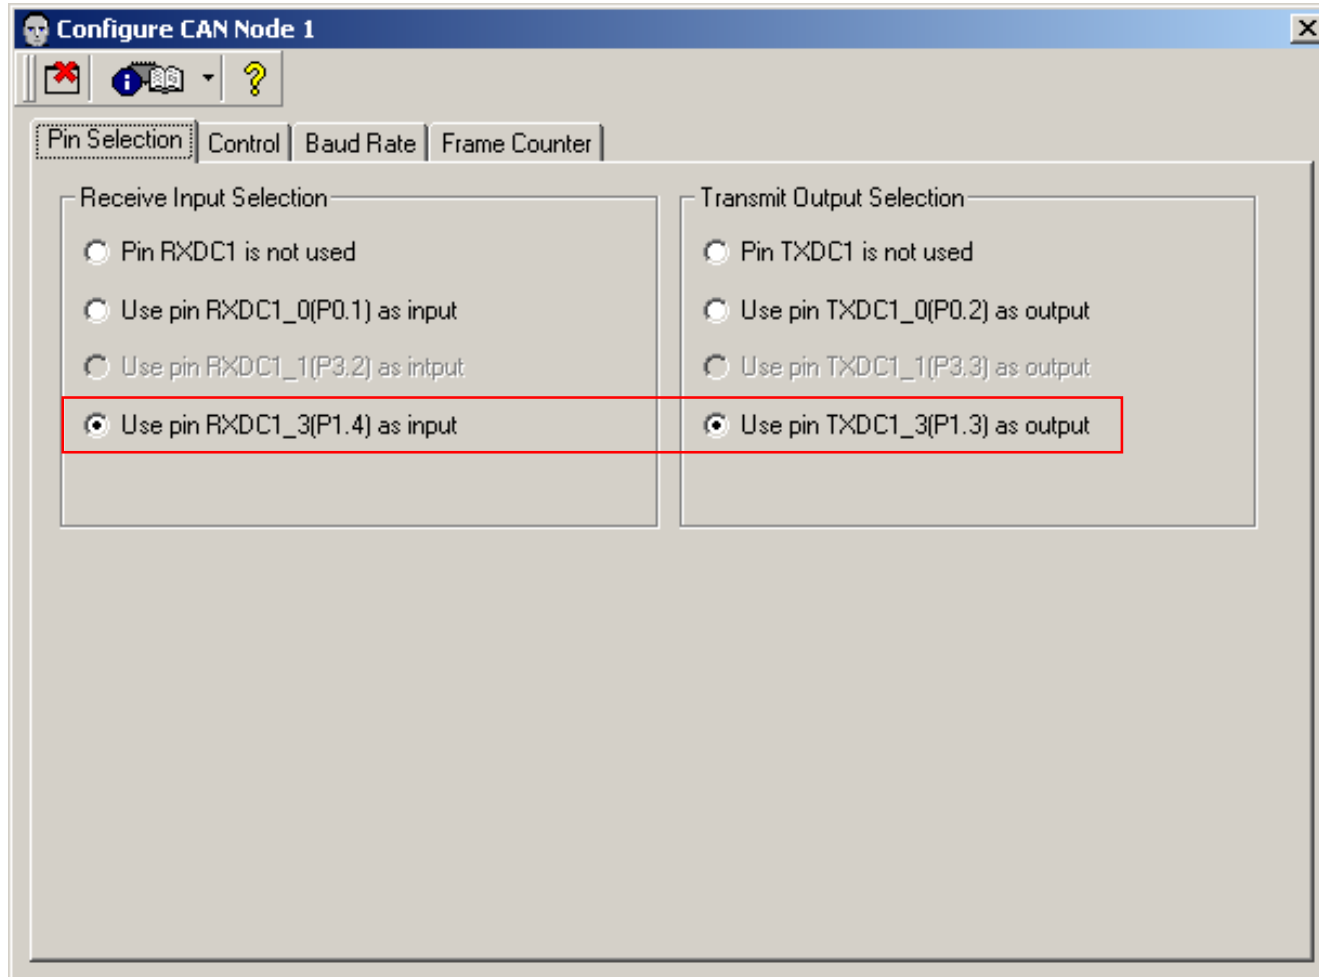 Configure CAN Node 1
Pin Selection Control Baud Rate Frame Counter
Receive Input Selection
Pin RXDC1 is not used
Use pin RXDC1_0(P0.1) as input
Use pin RXDC1_1(P3.2) as intput
Use pin RXDC1_3(P1.4) as input
Transmit Output Selection
Pin TXDC1 is not used
Use pin TXDC1_0(P0.2) as output
Use pin TXDC1_1(P3.3) as output
Use pin TXDC1_3(P1.3) as output